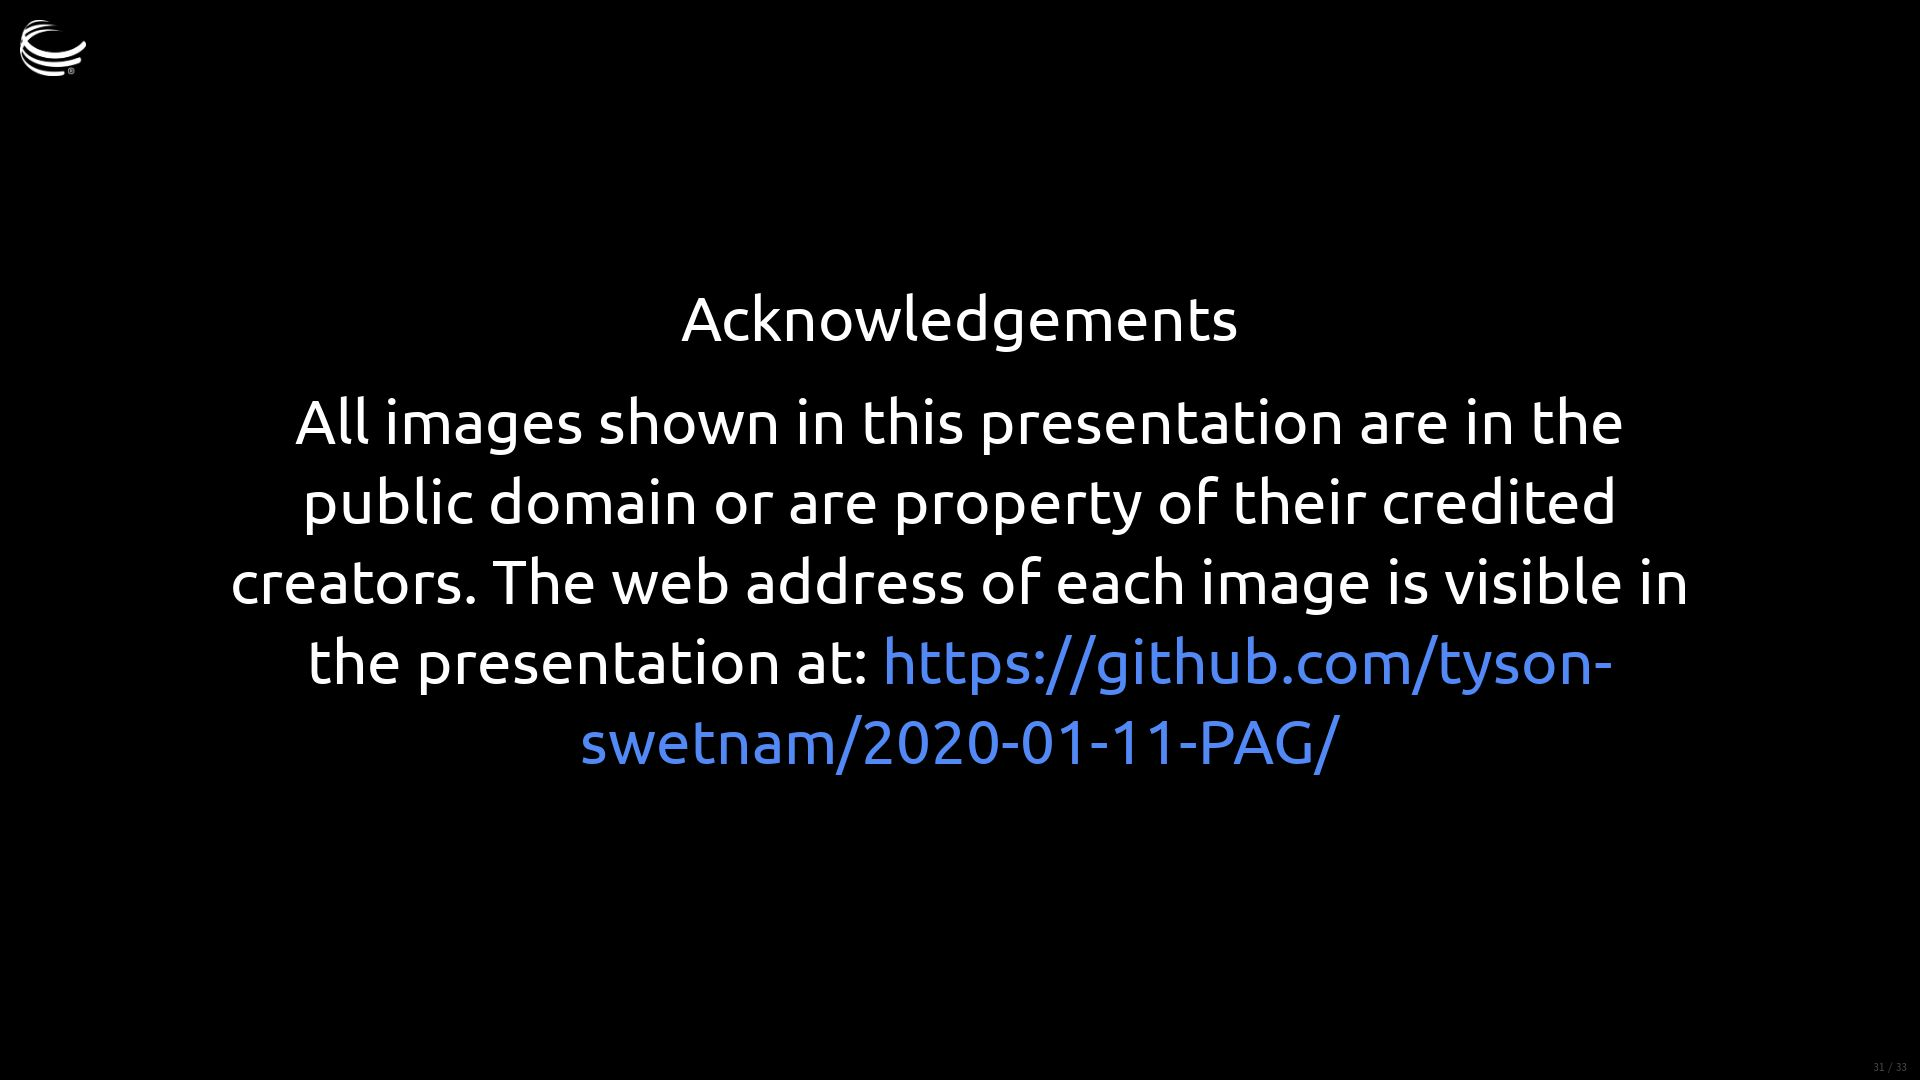 ®
Acknowledgements
All images shown in this presentation are in the
public domain or are property of their credited
creators. The web address of each image is visible in
the presentation at: https://github.com/tyson-
swetnam/2020-01-11-PAG/
31 / 33